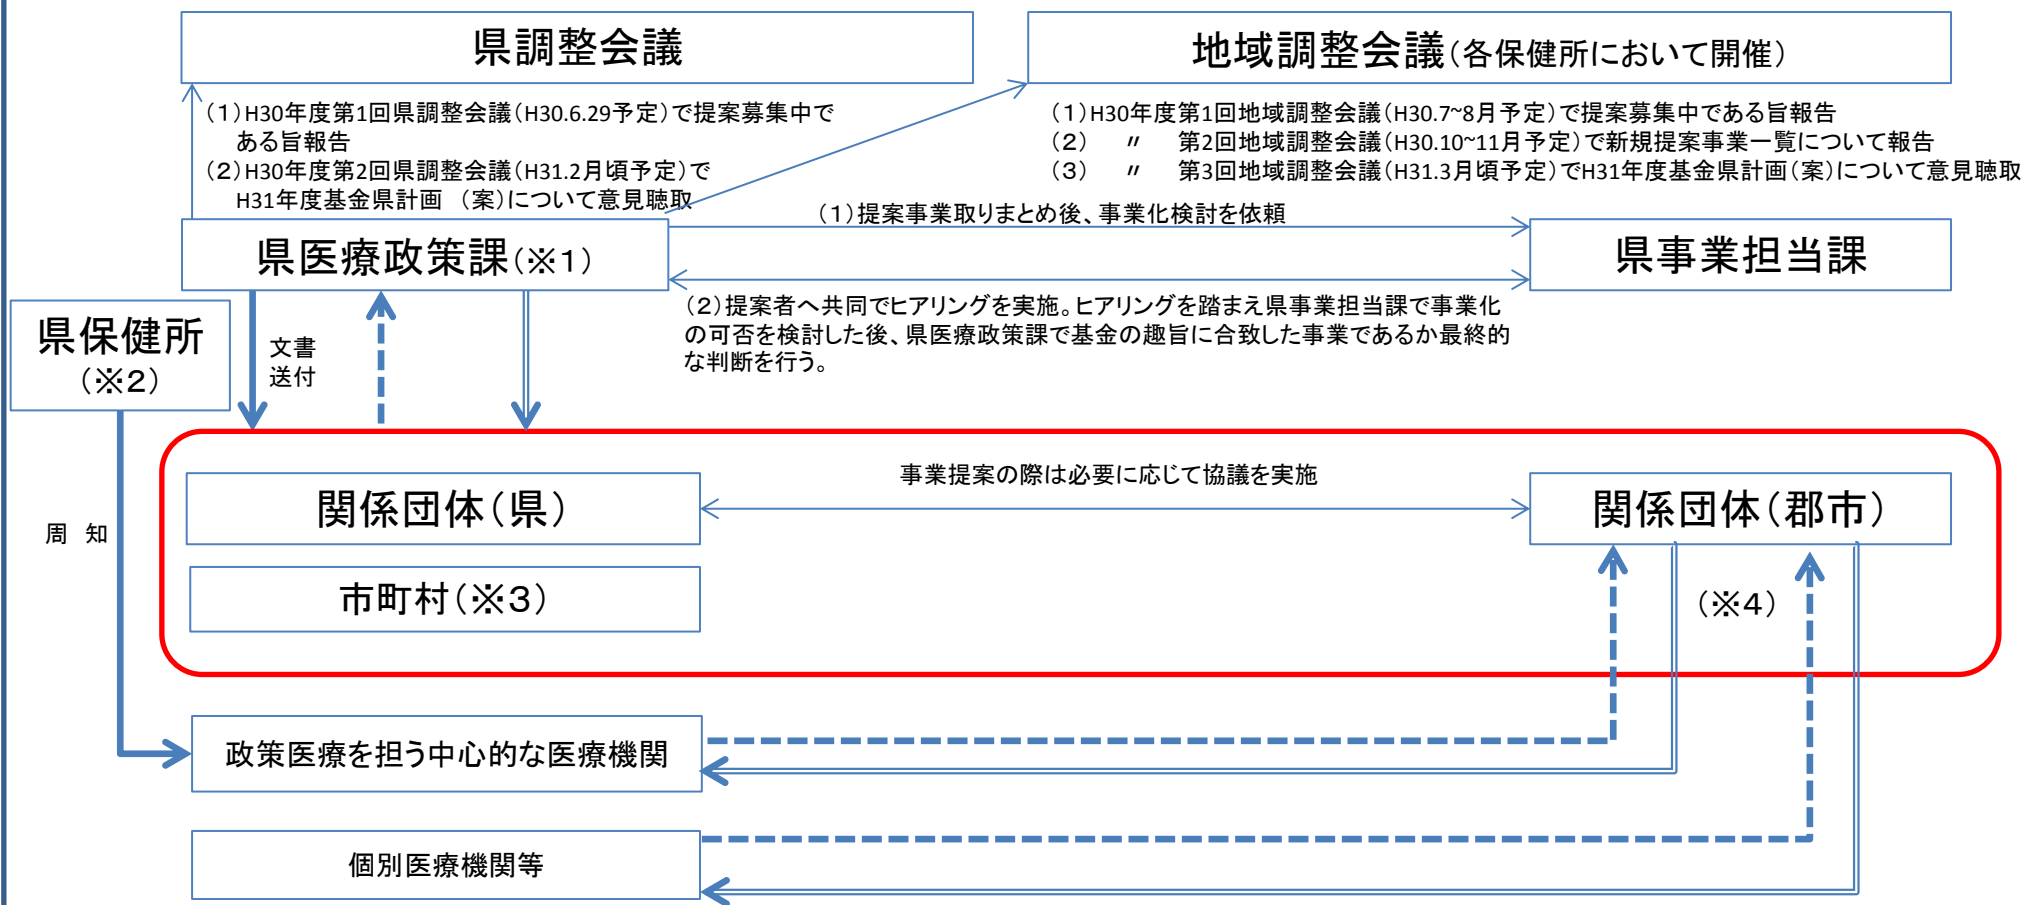 県調整会議
地域調整会議(各保健所において開催)
(1)H30年度第1回県調整会議(H30.6.29予定)で提案募集中で
ある旨報告
(2)H30年度第2回県調整会議(H31.2月頃予定)で
H31年度基金県計画 (案)について意見聴取
(1)H30年度第1回地域調整会議(H30.7~8月予定)で提案募集中である旨報告
(2) 〃 第2回地域調整会議(H30.10~11月予定)で新規提案事業一覧について報告
(3) 〃 第3回地域調整会議(H31.3月頃予定)でH31年度基金県計画(案)について意見聴取
(1)提案事業取りまとめ後、事業化検討を依頼
県医療政策課(※1)
県事業担当課
(2)提案者へ共同でヒアリングを実施。ヒアリングを踏まえ県事業担当課で事業化
の可否を検討した後、県医療政策課で基金の趣旨に合致した事業であるか最終的
な判断を行う。
県保健所
(※2)
文書
送付
事業提案の際は必要に応じて協議を実施
関係団体(県)
関係団体(郡市)
周 知
市町村(※3)
(※4)
政策医療を担う中心的な医療機関
個別医療機関等